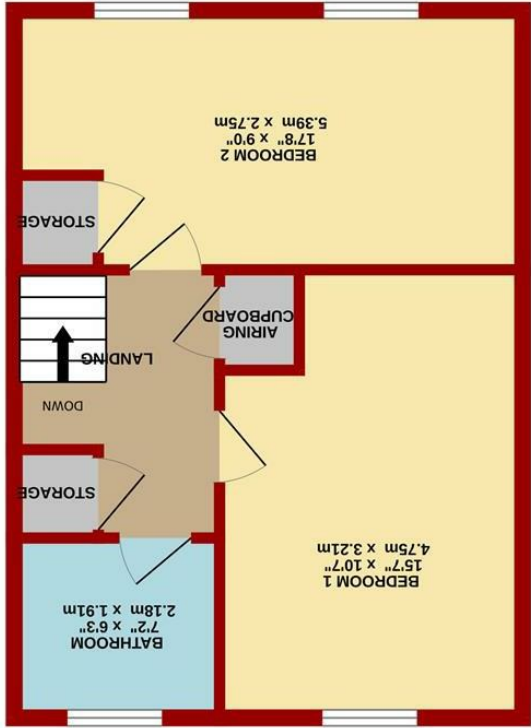 BATHROOM
7'2" x 6'3"
2.18m x 1.91m
BEDROOM 1
15'7" x 10'7"
4.75m x 3.21m
STORAGE
DOWN
LANDING
AIRING
CUPBOARD
STORAGE
BEDROOM 2
17'8" x 9'0"
5.39m x 2.75m